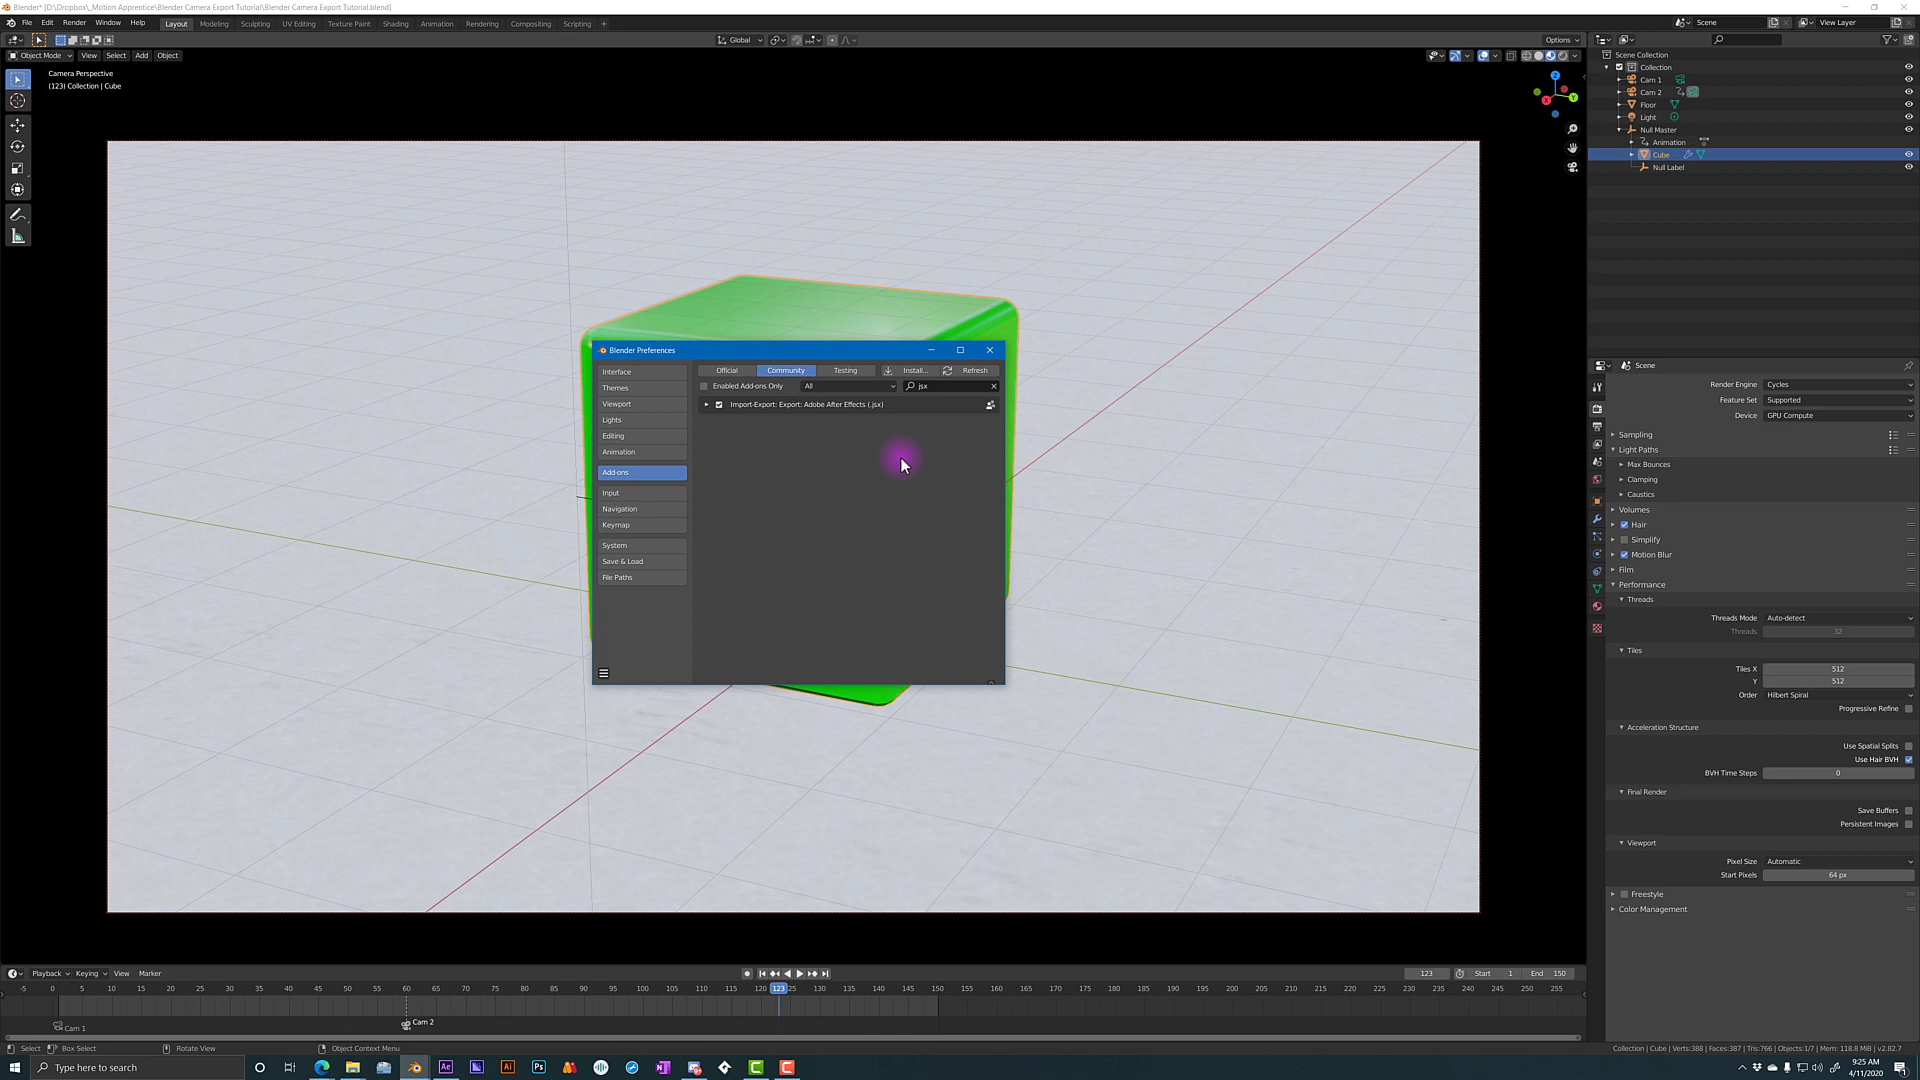 Blender* [D:\Dropbox\_Motion Apprentice\Blender Camera Export Tutorial\Blender Camera Export Tutorial.blend]
File Edit Render Window Help Layout Modeling Sculpting UV Editing Texture Paint Shading Animation Rendering Compositing Scripting + Scene View Layer
Global Options
Object Mode View Select Add Object
Camera Perspective
(123) Collection | Cube
Z
X Y
Scene Collection
Collection
Cam 1
Cam 2
Floor
Light
Null Master
Animation
Cube
Null Label
Blender Preferences
Interface
Themes
Viewport
Lights
Editing
Animation
Add-ons
Input
Navigation
Keymap
System
Save & Load
File Paths
Official Community Testing Install... Refresh
Enabled Add-ons Only All jsx
Import-Export: Export: Adobe After Effects (.jsx)
Scene
Render Engine Cycles
Feature Set Supported
Device GPU Compute
Sampling
Light Paths
Max Bounces
Clamping
Caustics
Volumes
Hair
Simplify
Motion Blur
Film
Performance
Threads
Threads Mode Auto-detect
Threads 32
Tiles
Tiles X 512
Y 512
Order Hilbert Spiral
Progressive Refine
Acceleration Structure
Use Spatial Splits
Use Hair BVH
BVH Time Steps 0
Final Render
Save Buffers
Persistent Images
Viewport
Pixel Size Automatic
Start Pixels 64 px
Freestyle
Color Management
Playback Keying View Marker 123 Start 1 End 150
-5 0 5 10 15 20 25 30 35 40 45 50 55 60 65 70 75 80 85 90 95 100 105 110 115 120 123 25 130 135 140 145 150 155 160 165 170 175 180 185 190 195 200 205 210 215 220 225 230 235 240 245 250 255
Cam 1 Cam 2
Select Box Select Rotate View Object Context Menu Collection | Cube | Verts:388 | Faces:387 | Tris:766 | Objects:1/7 | Mem: 118.8 MiB | v2.82.7
Type here to search Ae Ai Ps N 9:25 AM
4/11/2020